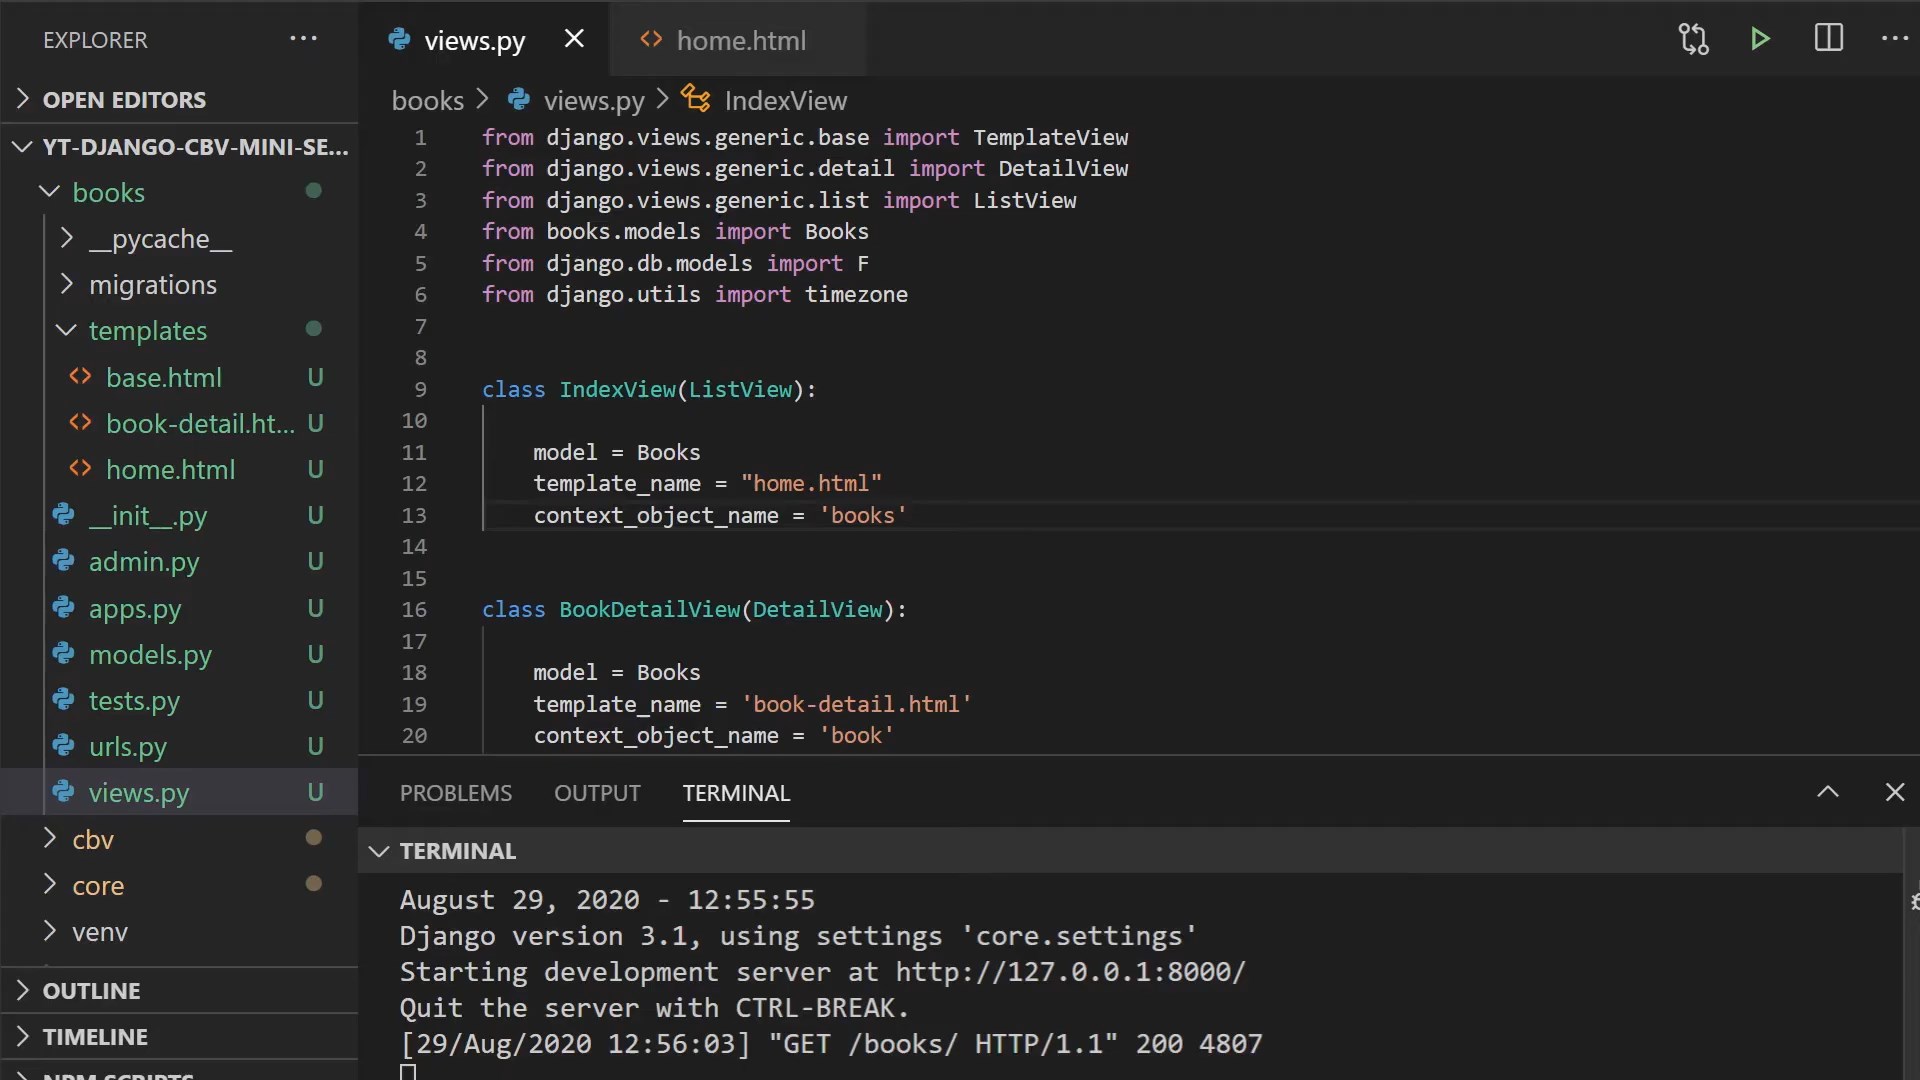 EXPLORER
OPEN EDITORS
YT-DJANGO-CBV-MINI-SE...
books
__pycache__
migrations
templates
base.html U
book-detail.ht... U
home.html U
__init__.py U
admin.py U
apps.py U
models.py U
tests.py U
urls.py U
views.py U
cbv
core
venv
OUTLINE
TIMELINE
NPM SCRIPTS
views.py
home.html
books > views.py > IndexView
1 from django.views.generic.base import TemplateView
2 from django.views.generic.detail import DetailView
3 from django.views.generic.list import ListView
4 from books.models import Books
5 from django.db.models import F
6 from django.utils import timezone
7
8
9 class IndexView(ListView):
10
11 model = Books
12 template_name = "home.html"
13 context_object_name = 'books'
14
15
16 class BookDetailView(DetailView):
17
18 model = Books
19 template_name = 'book-detail.html'
20 context_object_name = 'book'
PROBLEMS OUTPUT TERMINAL
TERMINAL
August 29, 2020 - 12:55:55
Django version 3.1, using settings 'core.settings'
Starting development server at http://127.0.0.1:8000/
Quit the server with CTRL-BREAK.
[29/Aug/2020 12:56:03] "GET /books/ HTTP/1.1" 200 4807